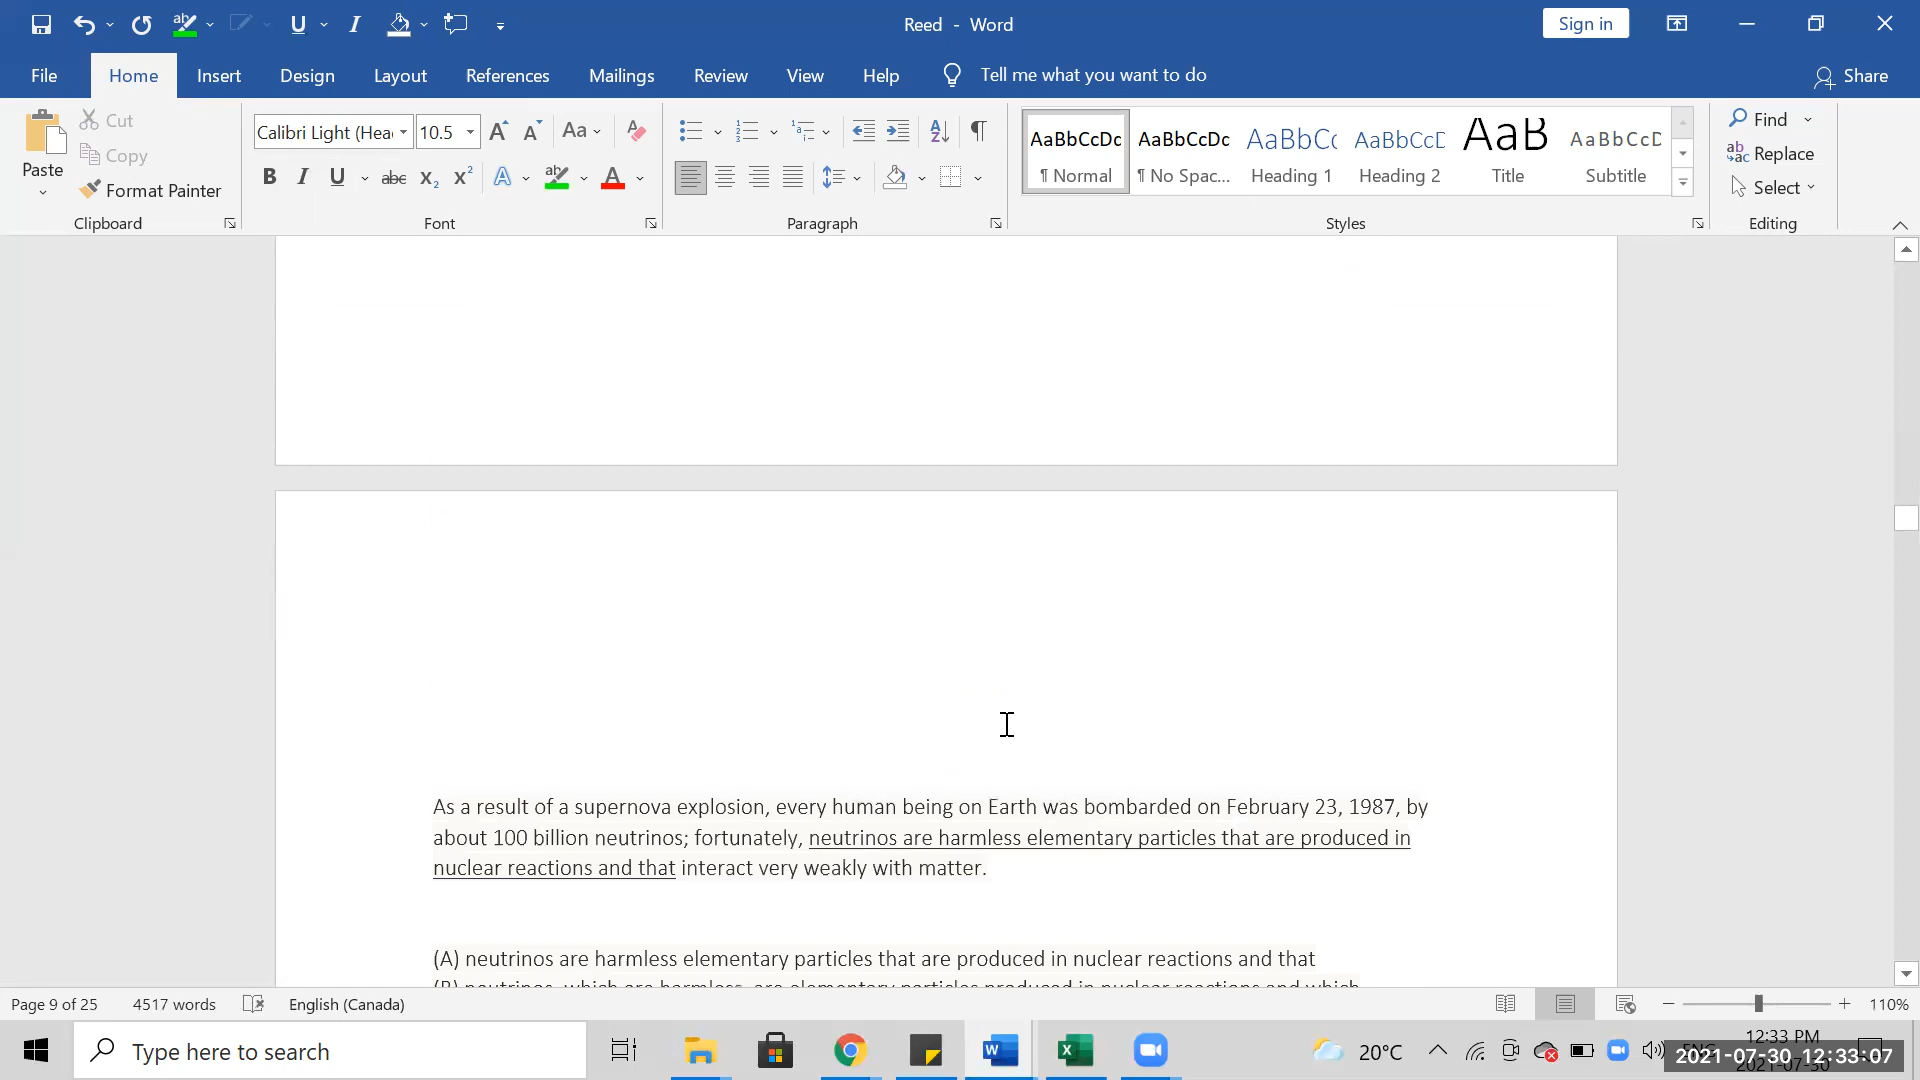 Reed - Word
Sign in
File Home Insert Design Layout References Mailings Review View Help Tell me what you want to do Share
Paste
Cut
Copy
Format Painter
Clipboard
Calibri Light (Hea 10.5
Font
Paragraph
AaBbCcDc AaBbCcDc AaBbCc AaBbCcD AaB AaBbCcD
¶ Normal ¶ No Spac... Heading 1 Heading 2 Title Subtitle
Styles
Find
Replace
Select
Editing
As a result of a supernova explosion, every human being on Earth was bombarded on February 23, 1987, by
about 100 billion neutrinos; fortunately, neutrinos are harmless elementary particles that are produced in
nuclear reactions and that interact very weakly with matter.
(A) neutrinos are harmless elementary particles that are produced in nuclear reactions and that
(B) neutrinos, which are harmless, are elementary particles produced in nuclear reactions and which
Page 9 of 25 4517 words English (Canada) 110%
Type here to search
20°C
12:33 PM
2021-07-30 12:33:07